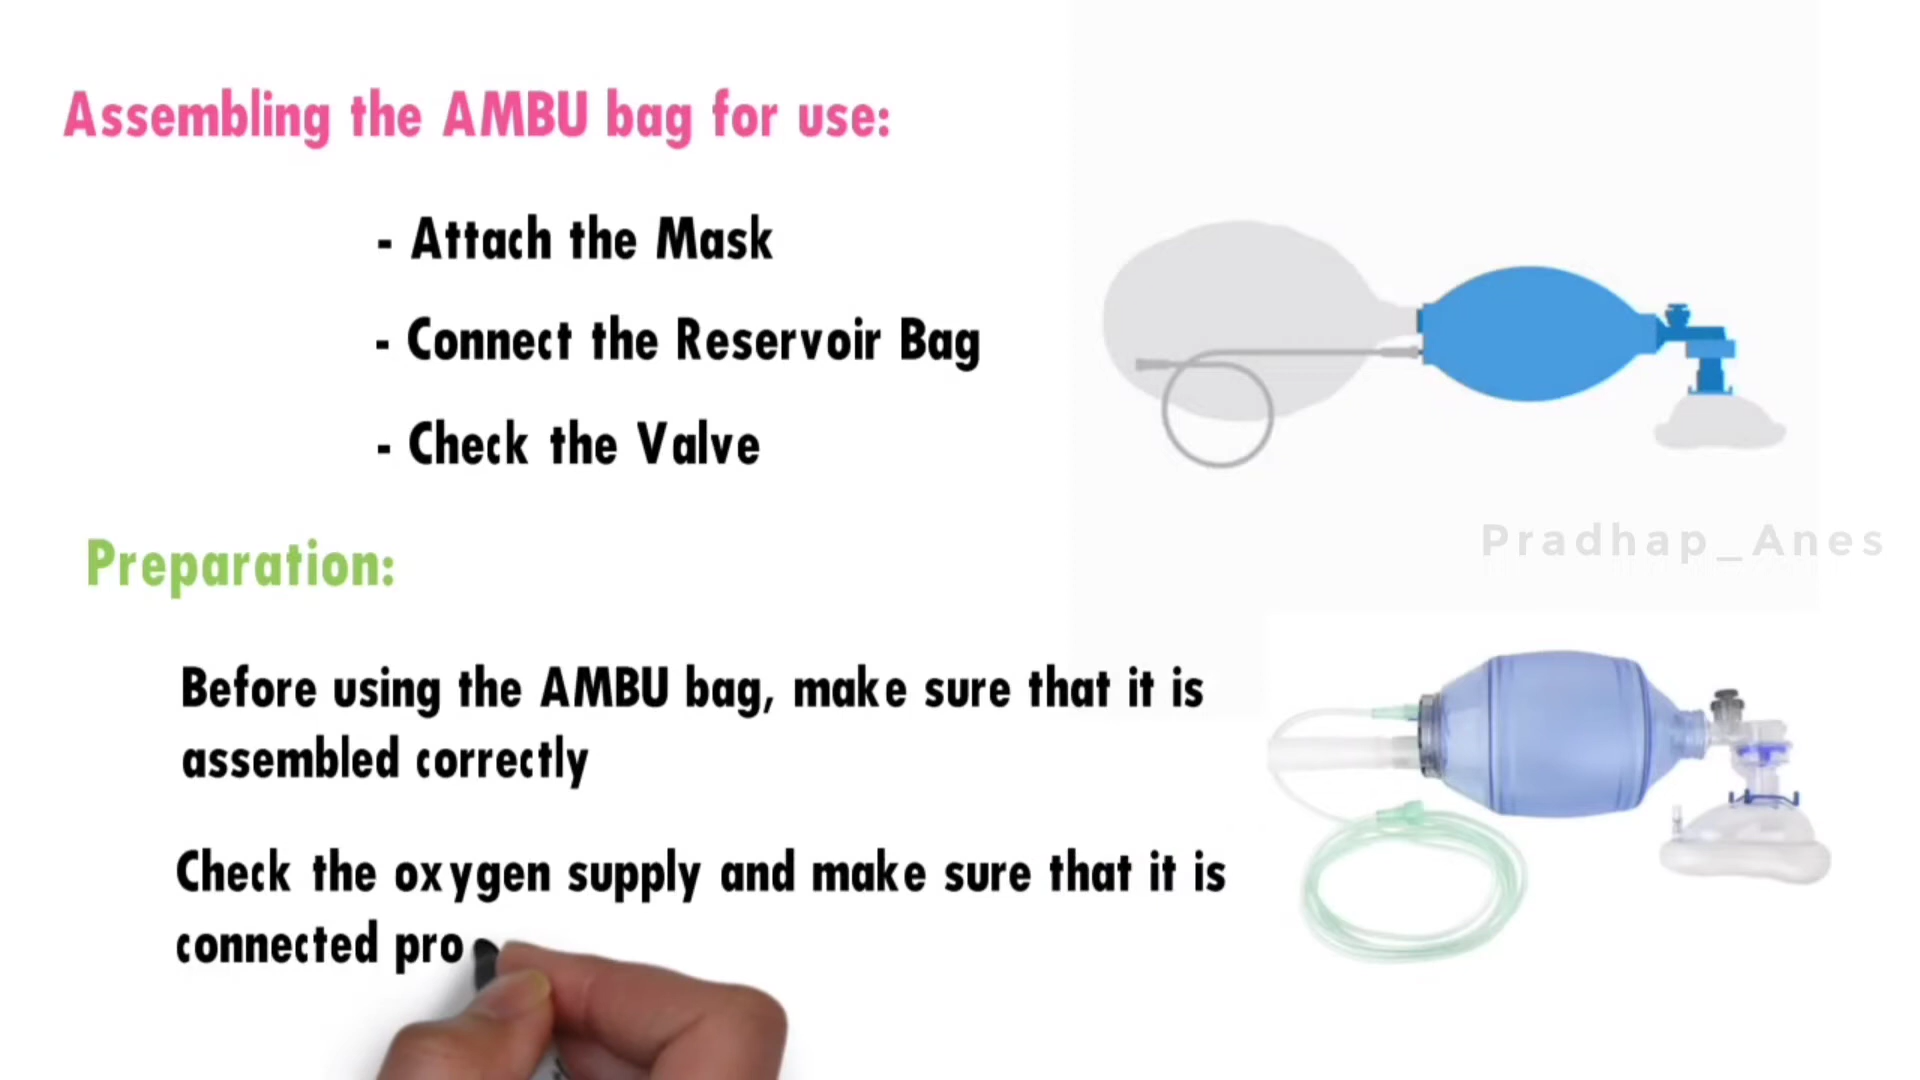 Assembling the AMBU bag for use:
- Attach the Mask
- Connect the Reservoir Bag
- Check the Valve
Pradhap_Anes
Preparation:
Before using the AMBU bag, make sure that it is
assembled correctly
Check the oxygen supply and make sure that it is
connected pro